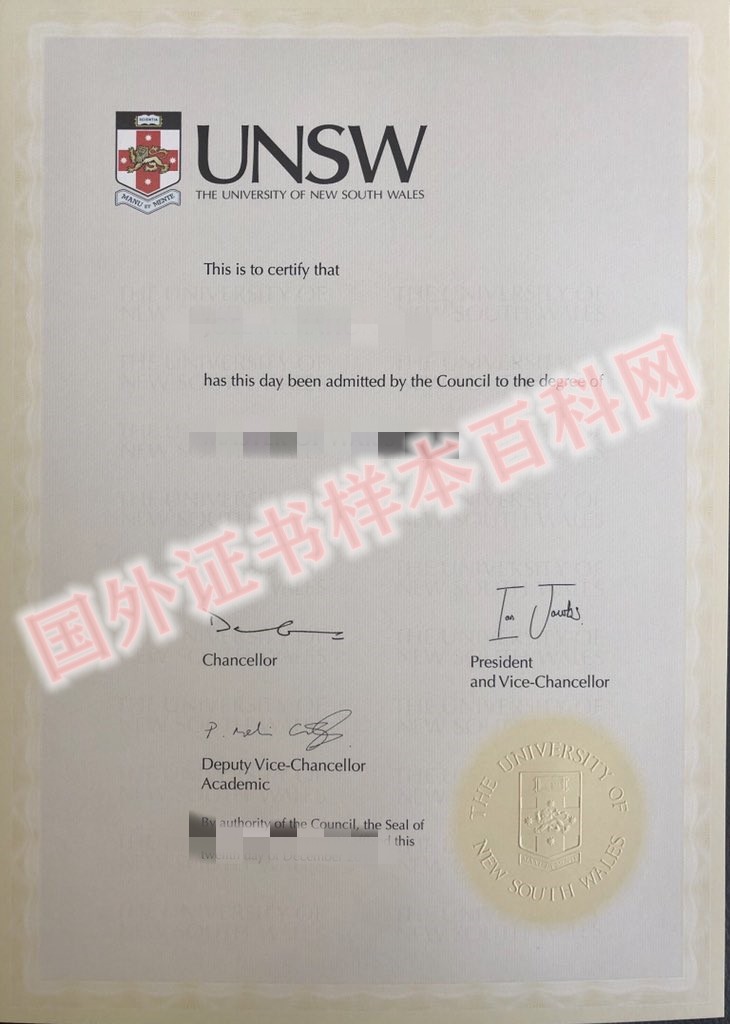 SCIENTIA
MANU ET MENTE
UNSW
THE UNIVERSITY OF NEW SOUTH WALES
This is to certify that
has this day been admitted by the Council to the degree of
国外证书样本百科网
Chancellor
Ian Jacobs
President
and Vice-Chancellor
Deputy Vice-Chancellor
Academic
By authority of the Council, the Seal of
this
THE UNIVERSITY OF
NEW SOUTH WALES